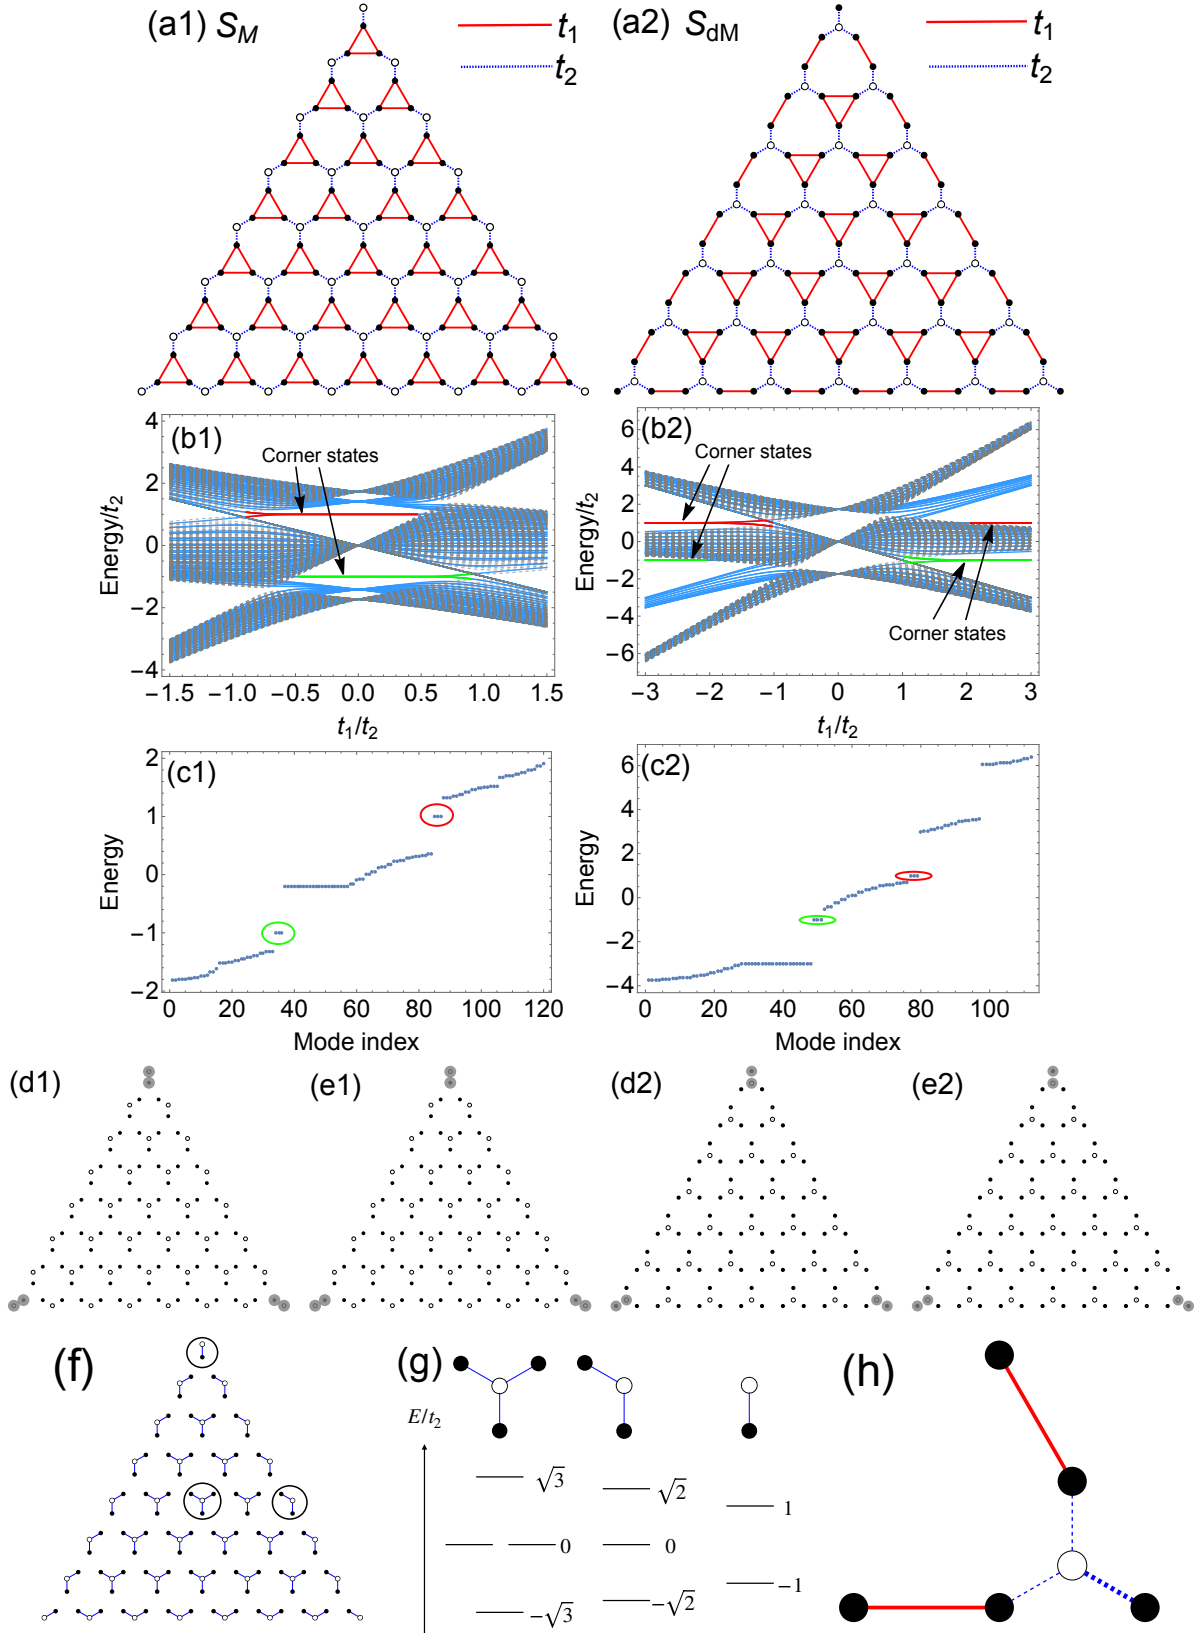 (a1) S_M
t_1
t_2
(a2) S_dM
t_1
t_2
(b1)
Corner states
Energy/t_2
4
2
0
−2
−4
−1.5 −1.0 −0.5 0.0 0.5 1.0 1.5
t_1/t_2
(b2)
Corner states
Corner states
Energy/t_2
6
4
2
0
−2
−4
−6
−3 −2 −1 0 1 2 3
t_1/t_2
(c1)
Energy
2
1
0
−1
−2
0 20 40 60 80 100 120
Mode index
(c2)
Energy
6
4
2
0
−2
−4
0 20 40 60 80 100
Mode index
(d1)
(e1)
(d2)
(e2)
(f)
(g)
E/t_2
√3
0
−√3
√2
0
−√2
1
−1
(h)